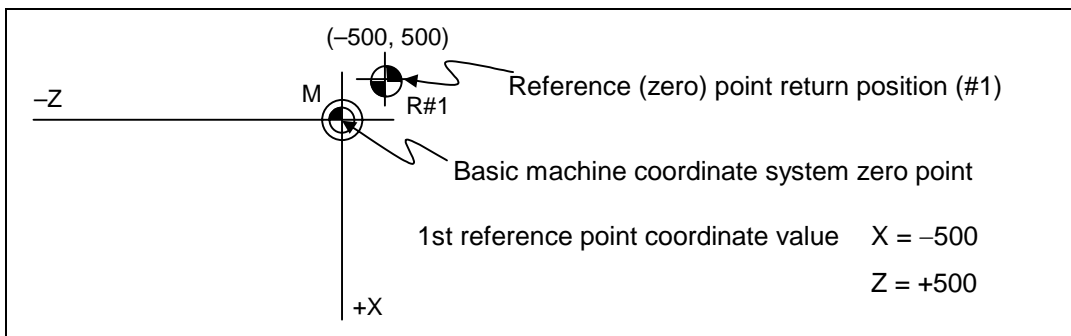 (–500, 500)
Reference (zero) point return position (#1)
–Z
M
R#1
Basic machine coordinate system zero point
1st reference point coordinate value X = –500
Z = +500
+X